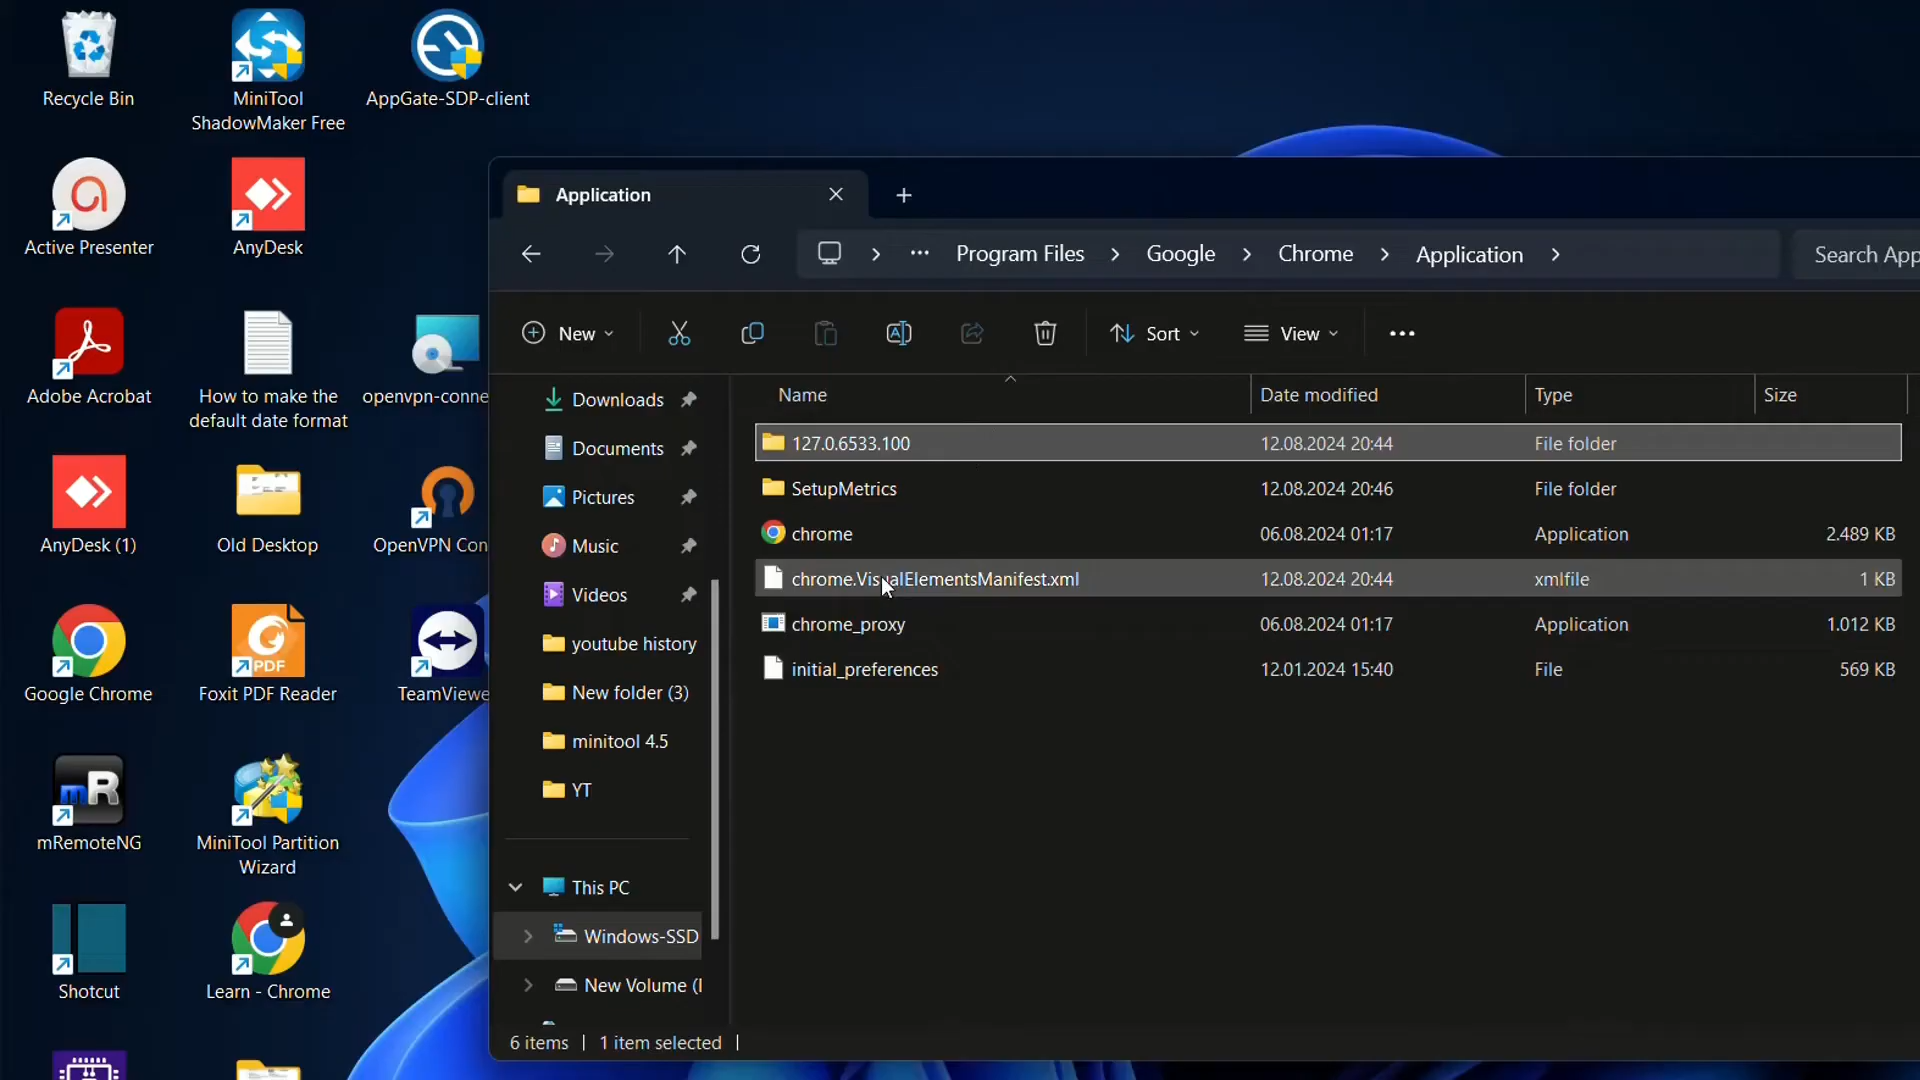 Recycle Bin
MiniTool
ShadowMaker Free
AppGate-SDP-client
Active Presenter
AnyDesk
Adobe Acrobat
How to make the
default date format
openvpn-conne
AnyDesk (1)
Old Desktop
OpenVPN Con
Google Chrome
PDF
Foxit PDF Reader
TeamViewe
mR
mRemoteNG
MiniTool Partition
Wizard
Shotcut
Learn - Chrome
Application
Program Files
Google
Chrome
Application
Search App
New
Sort
View
Downloads
Documents
Pictures
Music
Videos
youtube history
New folder (3)
minitool 4.5
YT
This PC
Windows-SSD
New Volume (
Name Date modified Type Size
127.0.6533.100 12.08.2024 20:44 File folder
SetupMetrics 12.08.2024 20:46 File folder
chrome 06.08.2024 01:17 Application 2.489 KB
chrome.VisualElementsManifest.xml 12.08.2024 20:44 xmlfile 1 KB
chrome_proxy 06.08.2024 01:17 Application 1.012 KB
initial_preferences 12.01.2024 15:40 File 569 KB
6 items 1 item selected